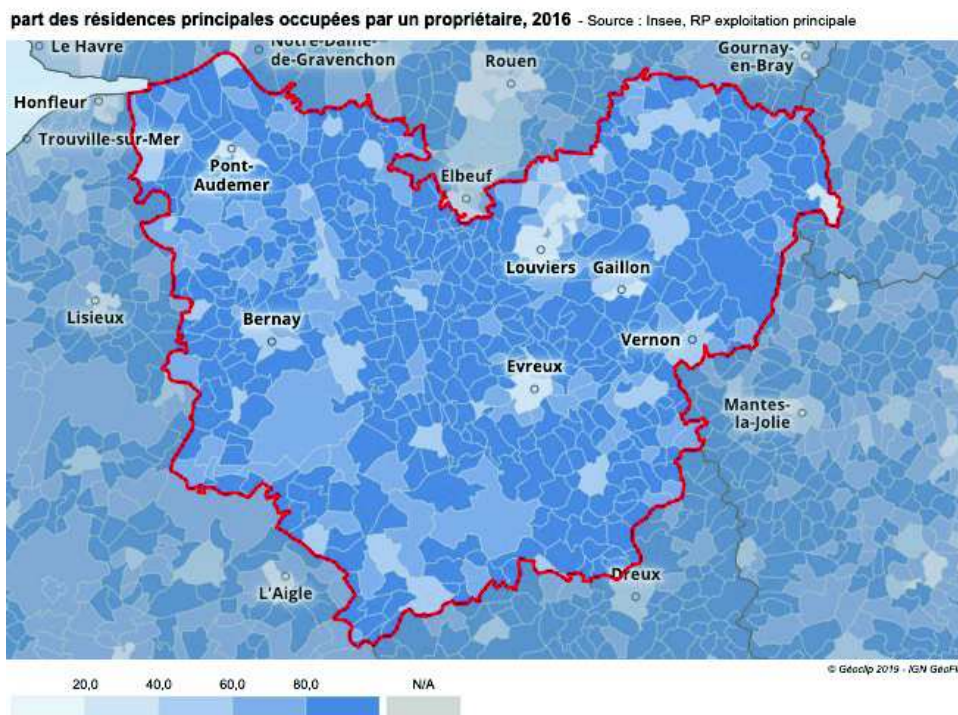 part des résidences principales occupées par un propriétaire, 2016 - Source : Insee, RP exploitation principale
Le Havre
Notre-Dame-
de-Gravenchon
Rouen
Gournay-
en-Bray
Honfleur
Trouville-sur-Mer
Pont-
Audemer
Elbeuf
Louviers
Gaillon
Lisieux
Bernay
Vernon
Evreux
Mantes-
la-Jolie
L'Aigle
Dreux
© Géoclip 2019 - IGN GéoFl
20,0 40,0 60,0 80,0 N/A